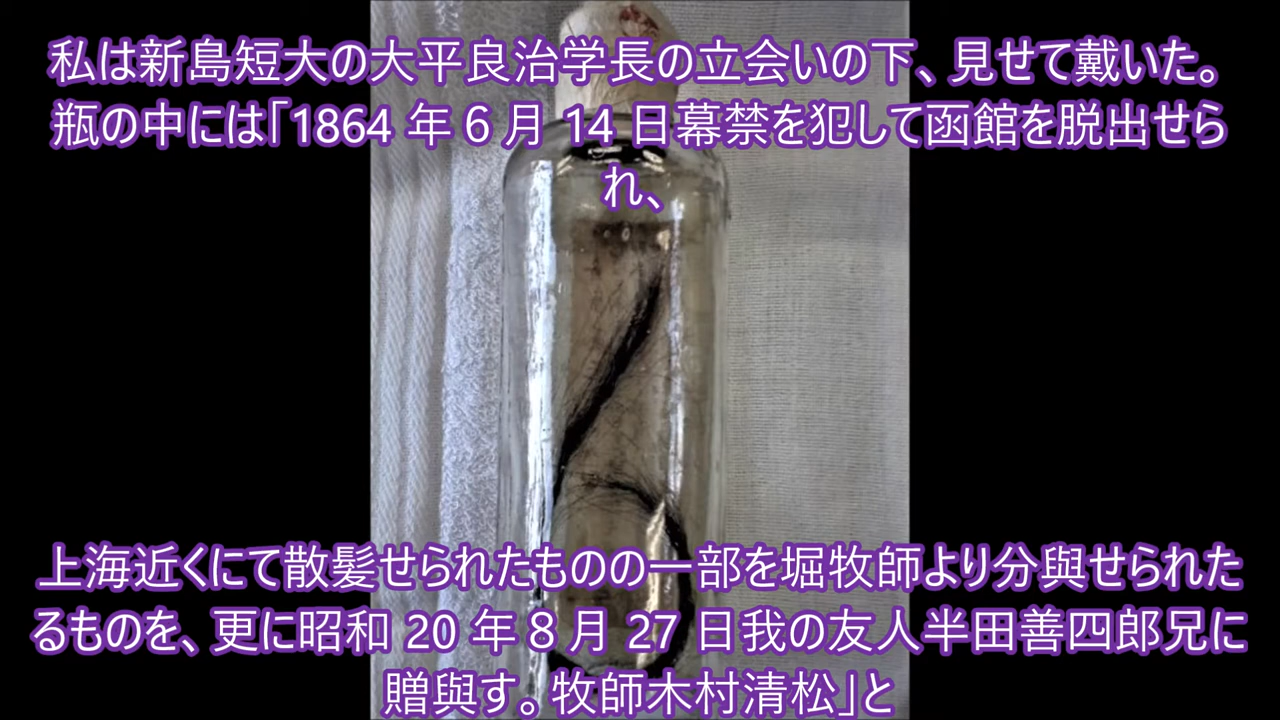 私は新島短大の大平良治学長の立会いの下、見せて戴いた。
瓶の中には「1864 年６月 14 日幕禁を犯して函館を脱出せら
れ、
上海近くにて散髪せられたものの一部を堀牧師より分與せられた
るものを、更に昭和 20 年８月 27 日我の友人半田善四郎兄に
贈與す。牧師木村清松」と